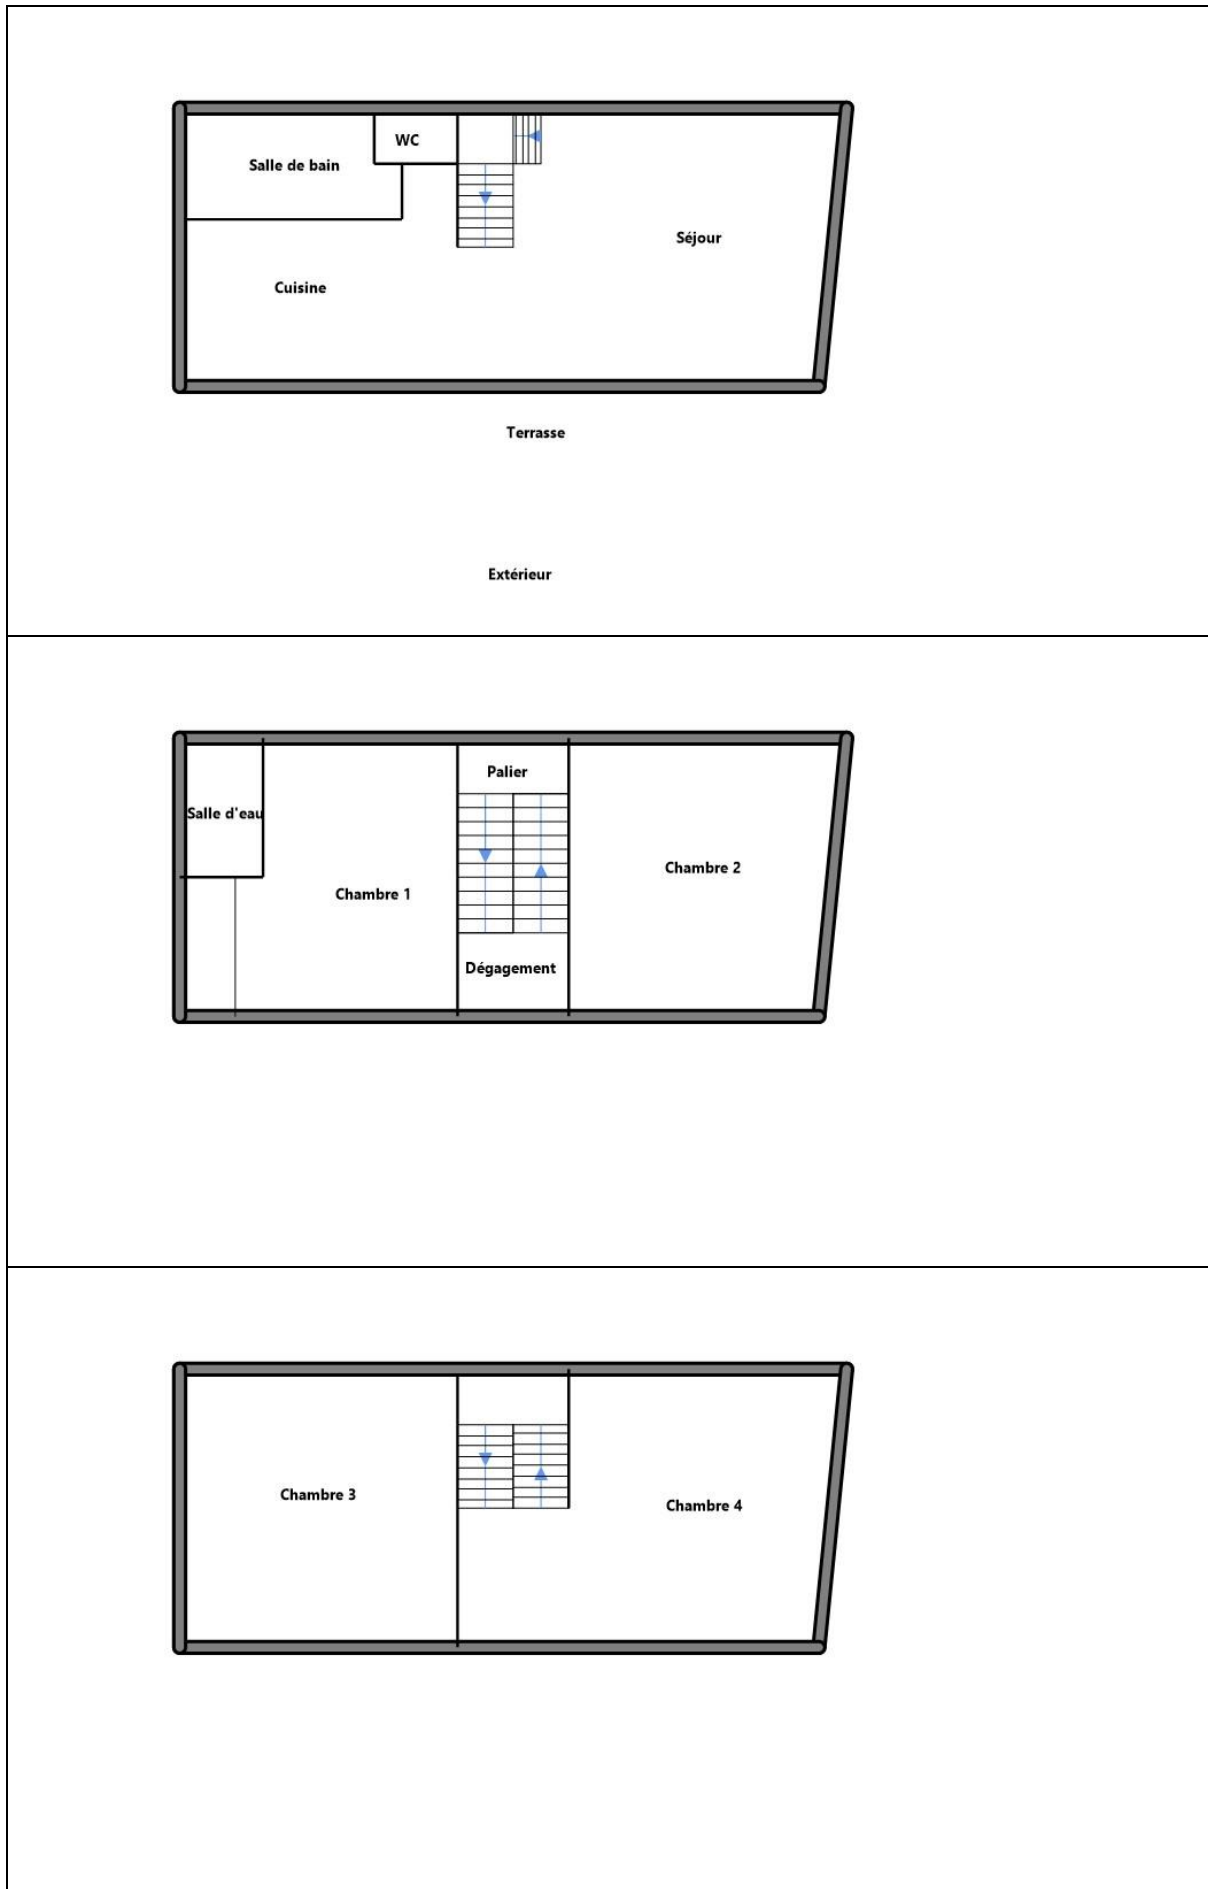 WC
Salle de bain
Séjour
Cuisine
Terrasse
Extérieur
Palier
Salle d'eau
Chambre 2
Chambre 1
Dégagement
Chambre 3
Chambre 4